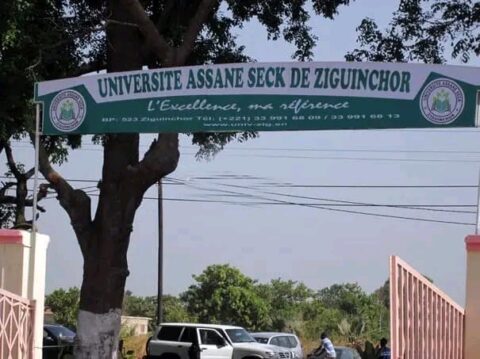 UNIVERSITE ASSANE SECK DE ZIGUINCHOR
L'Excellence, ma référence
BP: 523 Ziguinchor Tél: (+221) 33 991 68 09 / 33 991 68 13
www.univ-zig.sn